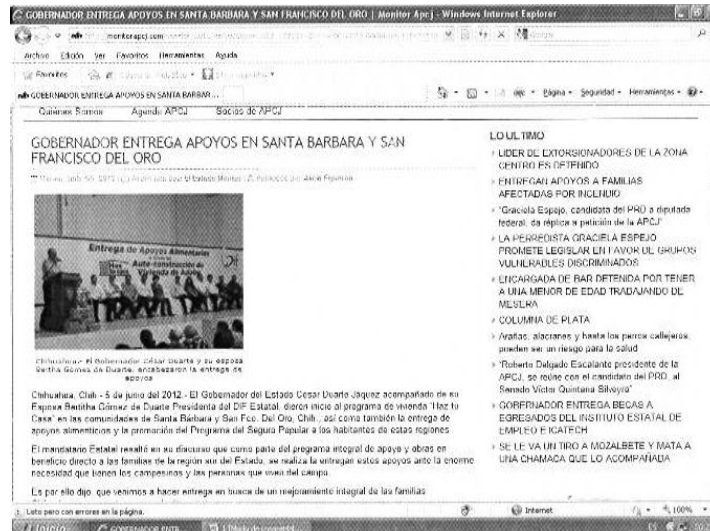 GOBERNADOR ENTREGA APOYOS EN SANTA BARBARA Y SAN FRANCISCO DEL ORO | Monitor Apcj - Windows Internet Explorer
monitorapcj.com
Archivo Edición Ver Favoritos Herramientas Ayuda
Favoritos
GOBERNADOR ENTREGA APOYOS EN SANTA BARBAR...
Página Seguridad Herramientas
Quiénes Somos Agenda APCJ Socios de APCJ
GOBERNADOR ENTREGA APOYOS EN SANTA BARBARA Y SAN
FRANCISCO DEL ORO
Entrega de Apoyos Alimentarios
Auto-construcción de
Vivienda de Adobe
Dif
Chihuahua.- El Gobernador César Duarte y su esposa
Bertha Gómez de Duarte, encabezaron la entrega de
apoyos
Chihuahua, Chih - 5 de junio del 2012.- El Gobernador del Estado Cesar Duarte Jáquez acompañado de su
Esposa Bertitha Gómez de Duarte Presidenta del DIF Estatal, dieron inicio al programa de vivienda "Haz tu
Casa" en las comunidades de Santa Bárbara y San Fco. Del Oro, Chih., así como también la entrega de
apoyos alimenticios y la promoción del Programa del Seguro Popular a los habitantes de estas regiones
El mandatario Estatal resaltó en su discurso que como parte del programa integral de apoyo y obras en
beneficio directo a las familias de la región sur del Estado, se realiza la entregan estos apoyos ante la enorme
necesidad que tienen los campesinos y las personas que viven del campo.
Es por ello dijo, que venimos a hacer entrega en busca de un mejoramiento integral de las familias
LO ULTIMO
LIDER DE EXTORSIONADORES DE LA ZONA
CENTRO ES DETENIDO
ENTREGAN APOYOS A FAMILIAS
AFECTADAS POR INCENDIO
"Graciela Espejo, candidata del PRD a diputada
federal, da réplica a petición de la APCJ"
LA PERREDISTA GRACIELA ESPEJO
PROMETE LEGISLAR EN FAVOR DE GRUPOS
VULNERABLES DISCRIMINADOS
ENCARGADA DE BAR DETENIDA POR TENER
A UNA MENOR DE EDAD TRABAJANDO DE
MESERA
COLUMNA DE PLATA
Arañas, alacranes y hasta los perros callejeros,
pueden ser un riesgo para la salud
"Roberto Delgado Escalante presidente de la
APCJ, se reúne con el candidato del PRD, al
Senado Víctor Quintana Silveyra"
GOBERNADOR ENTREGA BECAS A
EGRESADOS DEL INSTITUTO ESTATAL DE
EMPLEO E ICATECH
SE LE VA UN TIRO A MOZALBETE Y MATA A
UNA CHAMACA QUE LO ACOMPAÑABA
Listo pero con errores en la página.
Internet
100%
Inicio
GOBERNADOR ENTR...
ES